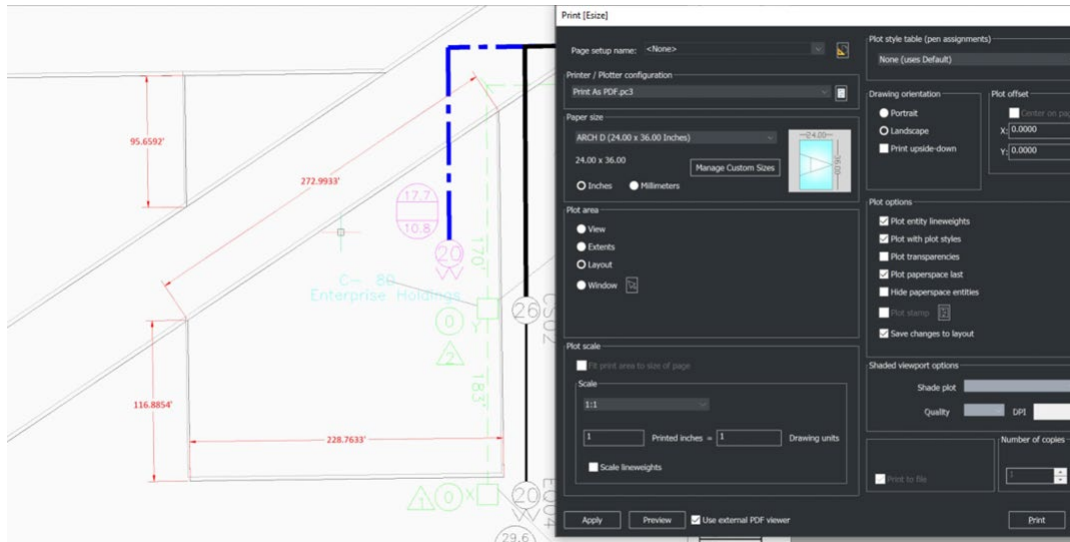 95.6592'
272.9933'
17.7
10.8
20
170'
C- 80
Enterprise Holdings
0
Y
2
26
CS02
183'
116.8854'
228.7633'
1
0
X
20
EQ04
29.6
Print [Esize]
Page setup name:
<None>
Printer / Plotter configuration
Print As PDF.pc3
Paper size
ARCH D (24.00 x 36.00 Inches)
24.00 x 36.00
Manage Custom Sizes
24.00
36.00
Inches
Millimeters
Plot area
View
Extents
Layout
Window
Plot scale
Fit print area to size of page
Scale
1:1
1
Printed inches =
1
Drawing units
Scale lineweights
Apply
Preview
Use external PDF viewer
Plot style table (pen assignments)
None (uses Default)
Drawing orientation
Portrait
Landscape
Print upside-down
Plot offset
Center on pa
X: 0.0000
Y: 0.0000
Plot options
Plot entity lineweights
Plot with plot styles
Plot transparencies
Plot paperspace last
Hide paperspace entities
Plot stamp
Save changes to layout
Shaded viewport options
Shade plot
Quality
DPI
Number of copies
Print to file
1
Print